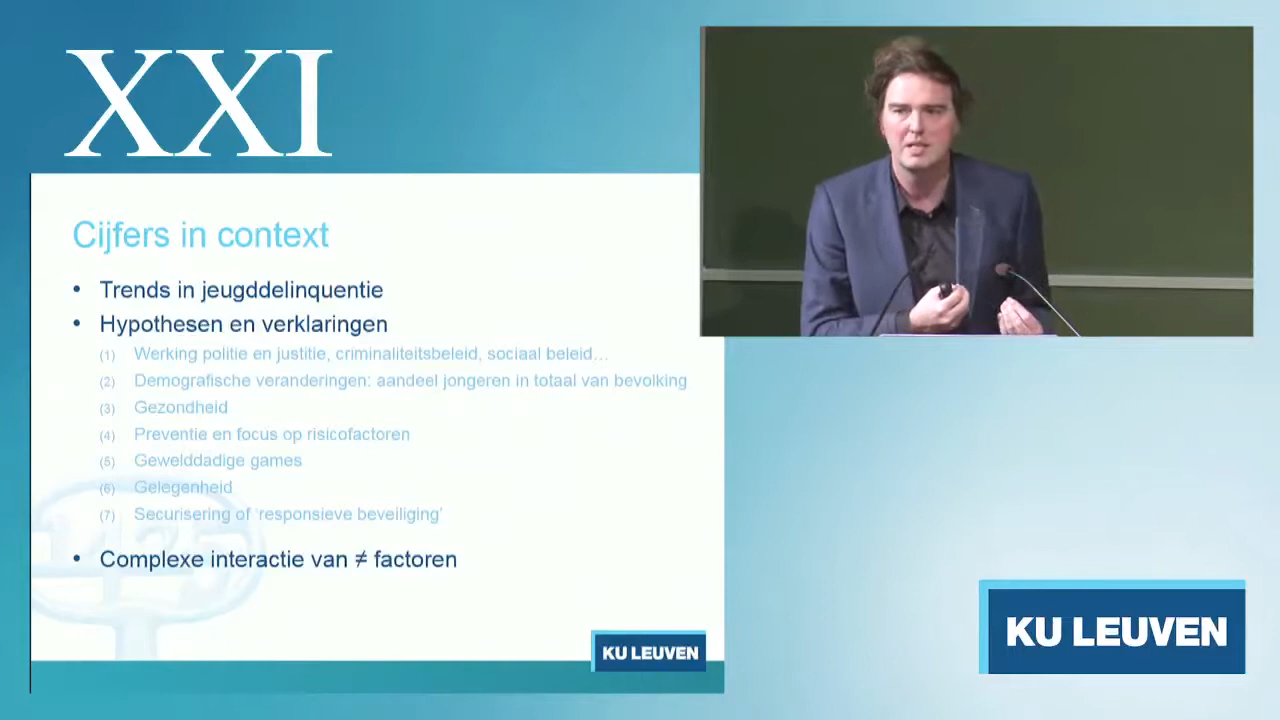 XXI
Cijfers in context
• Trends in jeugddelinquentie
• Hypothesen en verklaringen
(1) Werking politie en justitie, criminaliteitsbeleid, sociaal beleid…
(2) Demografische veranderingen: aandeel jongeren in totaal van bevolking
(3) Gezondheid
(4) Preventie en focus op risicofactoren
(5) Gewelddadige games
(6) Gelegenheid
(7) Securisering of 'responsieve beveiliging'
• Complexe interactie van ≠ factoren
KU LEUVEN
KU LEUVEN